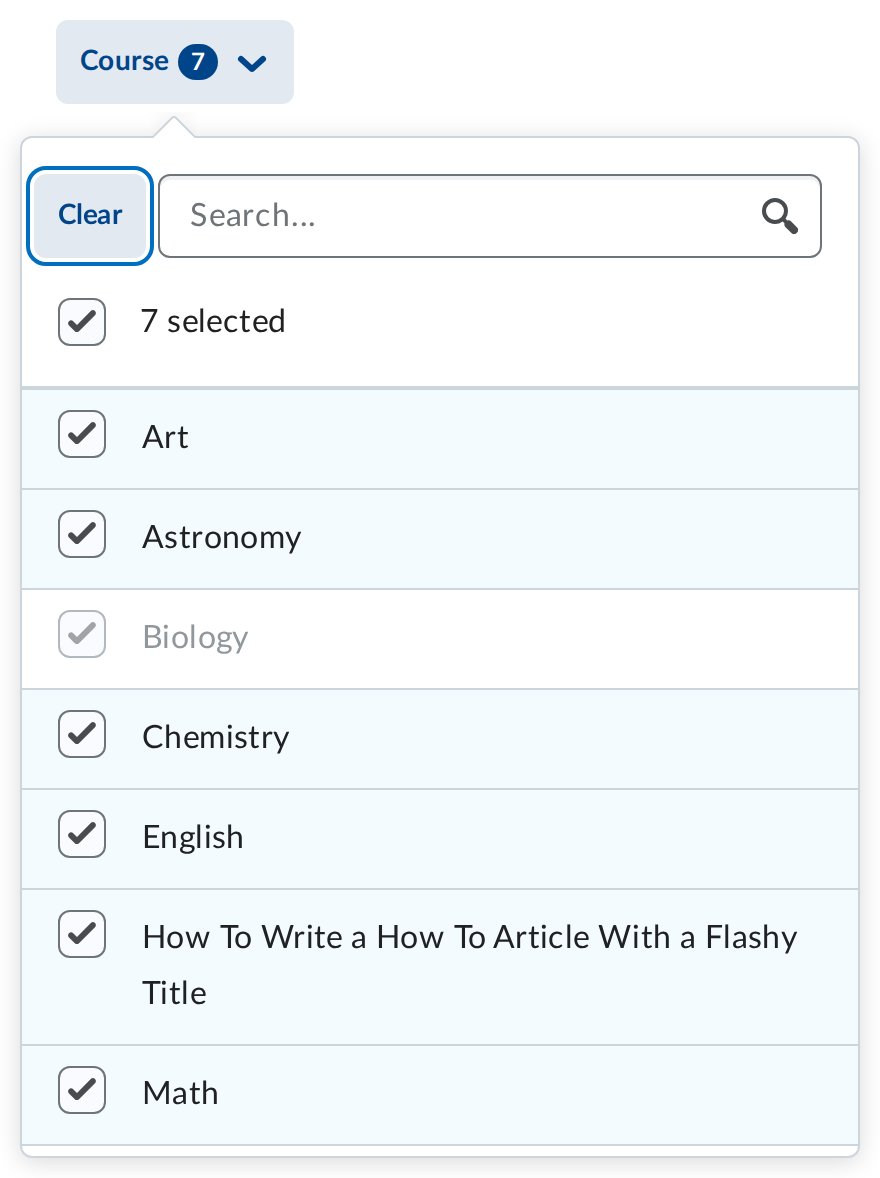 Course 7
Clear Search...
7 selected
Art
Astronomy
Biology
Chemistry
English
How To Write a How To Article With a Flashy
Title
Math